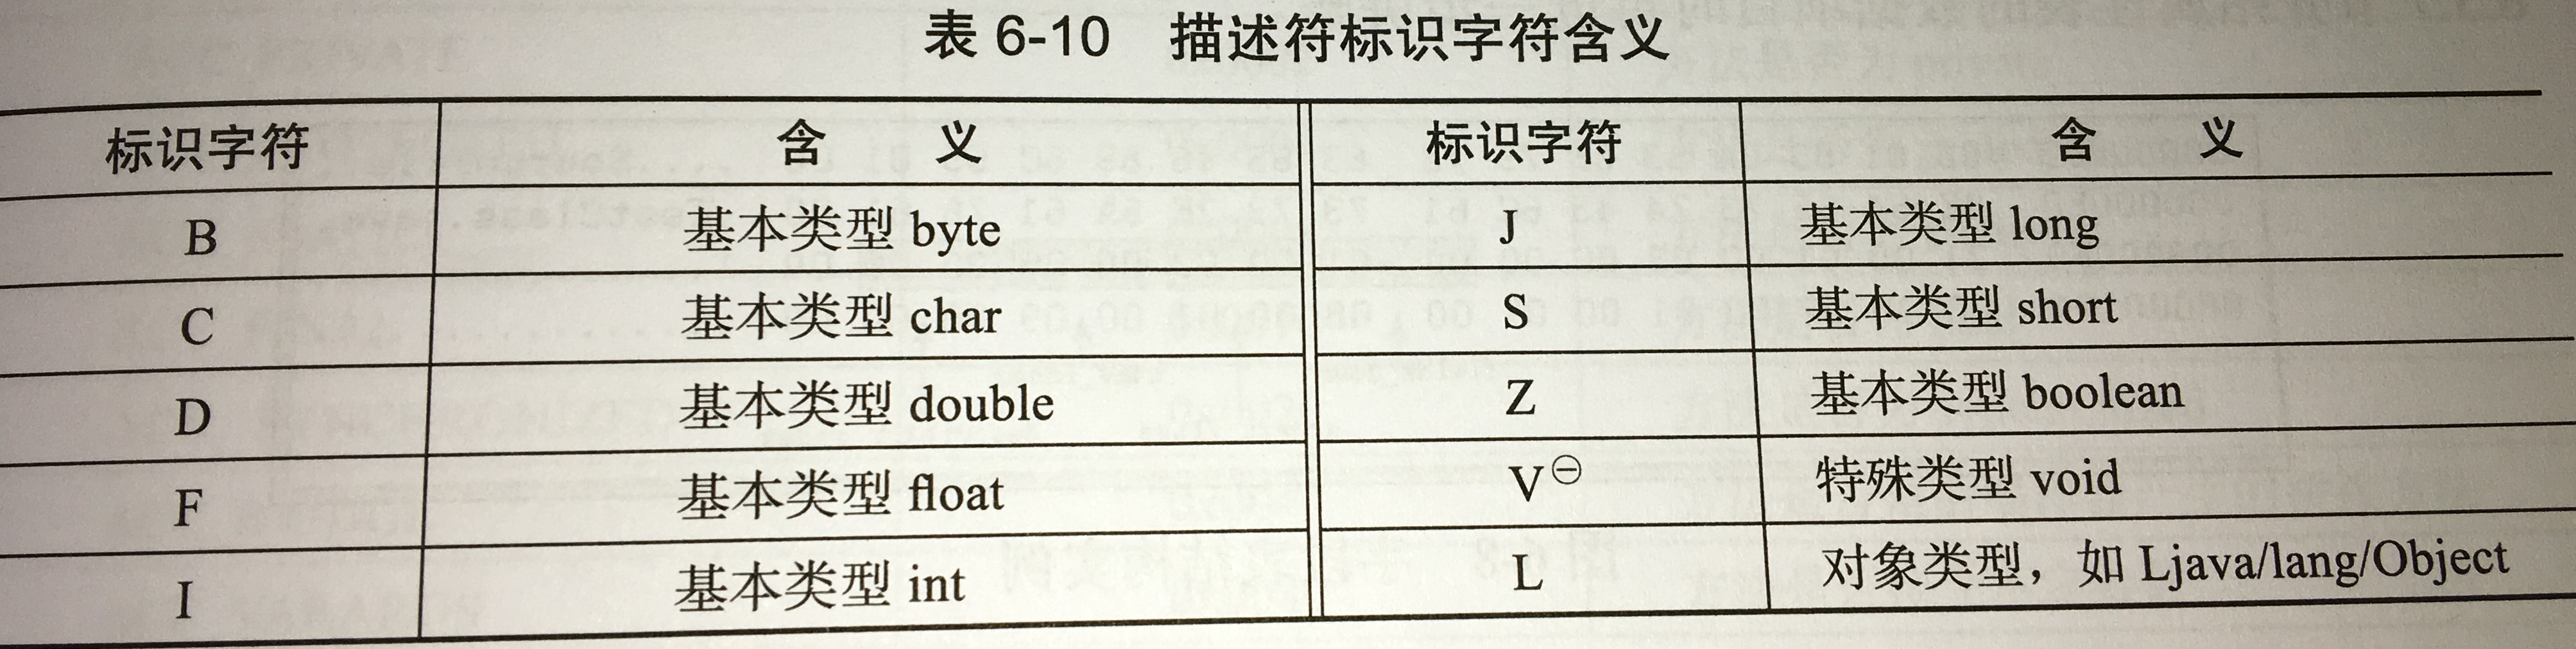 表 6-10 描述符标识字符含义
标识字符 含 义 标识字符 含 义
B 基本类型 byte J 基本类型 long
C 基本类型 char S 基本类型 short
D 基本类型 double Z 基本类型 boolean
F 基本类型 float V㊀ 特殊类型 void
I 基本类型 int L 对象类型，如 Ljava/lang/Object